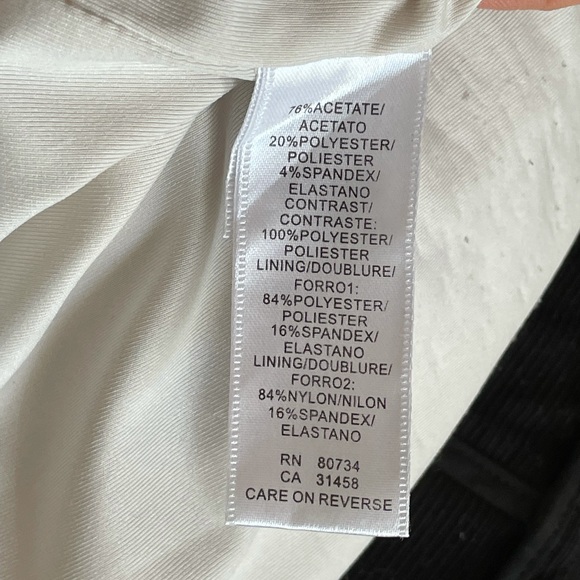 76%ACETATE/
ACETATO
20%POLYESTER/
POLIESTER
4%SPANDEX/
ELASTANO
CONTRAST/
CONTRASTE:
100%POLYESTER/
POLIESTER
LINING/DOUBLURE/
FORRO1:
84%POLYESTER/
POLIESTER
16%SPANDEX/
ELASTANO
LINING/DOUBLURE/
FORRO2:
84%NYLON/NILON
16%SPANDEX/
ELASTANO
RN 80734
CA 31458
CARE ON REVERSE